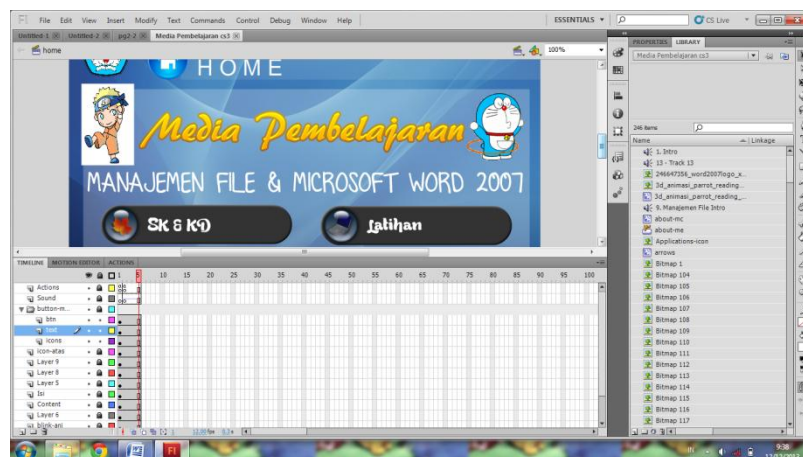 Fl File Edit View Insert Modify Text Commands Control Debug Window Help ESSENTIALS CS Live
Untitled-1 Untitled-2 pg2-2 Media Pembelajaran cs3
home 100%
HOME
Media Pembelajaran
MANAJEMEN FILE & MICROSOFT WORD 2007
SK & KD Latihan
PROPERTIES LIBRARY
Media Pembelajaran cs3
246 items
Name Linkage
1. Intro
13 - Track 13
246647356_word2007logo_x...
3d_animasi_parrot_reading...
3d_animasi_parrot_reading_...
9. Manajemen File Intro
about-mc
about-me
Applications-icon
arrows
Bitmap 1
Bitmap 104
Bitmap 105
Bitmap 106
Bitmap 107
Bitmap 108
Bitmap 109
Bitmap 110
Bitmap 111
Bitmap 112
Bitmap 113
Bitmap 114
Bitmap 115
Bitmap 116
Bitmap 117
TIMELINE MOTION EDITOR ACTIONS
1 10 15 20 25 30 35 40 45 50 55 60 65 70 75 80 85 90 95 100
Actions
Sound
button-m...
btn
text
icons
icon-atas
Layer 9
Layer 8
Layer 5
Isi
Content
Layer 6
blink-ani
Fl IN 9:38